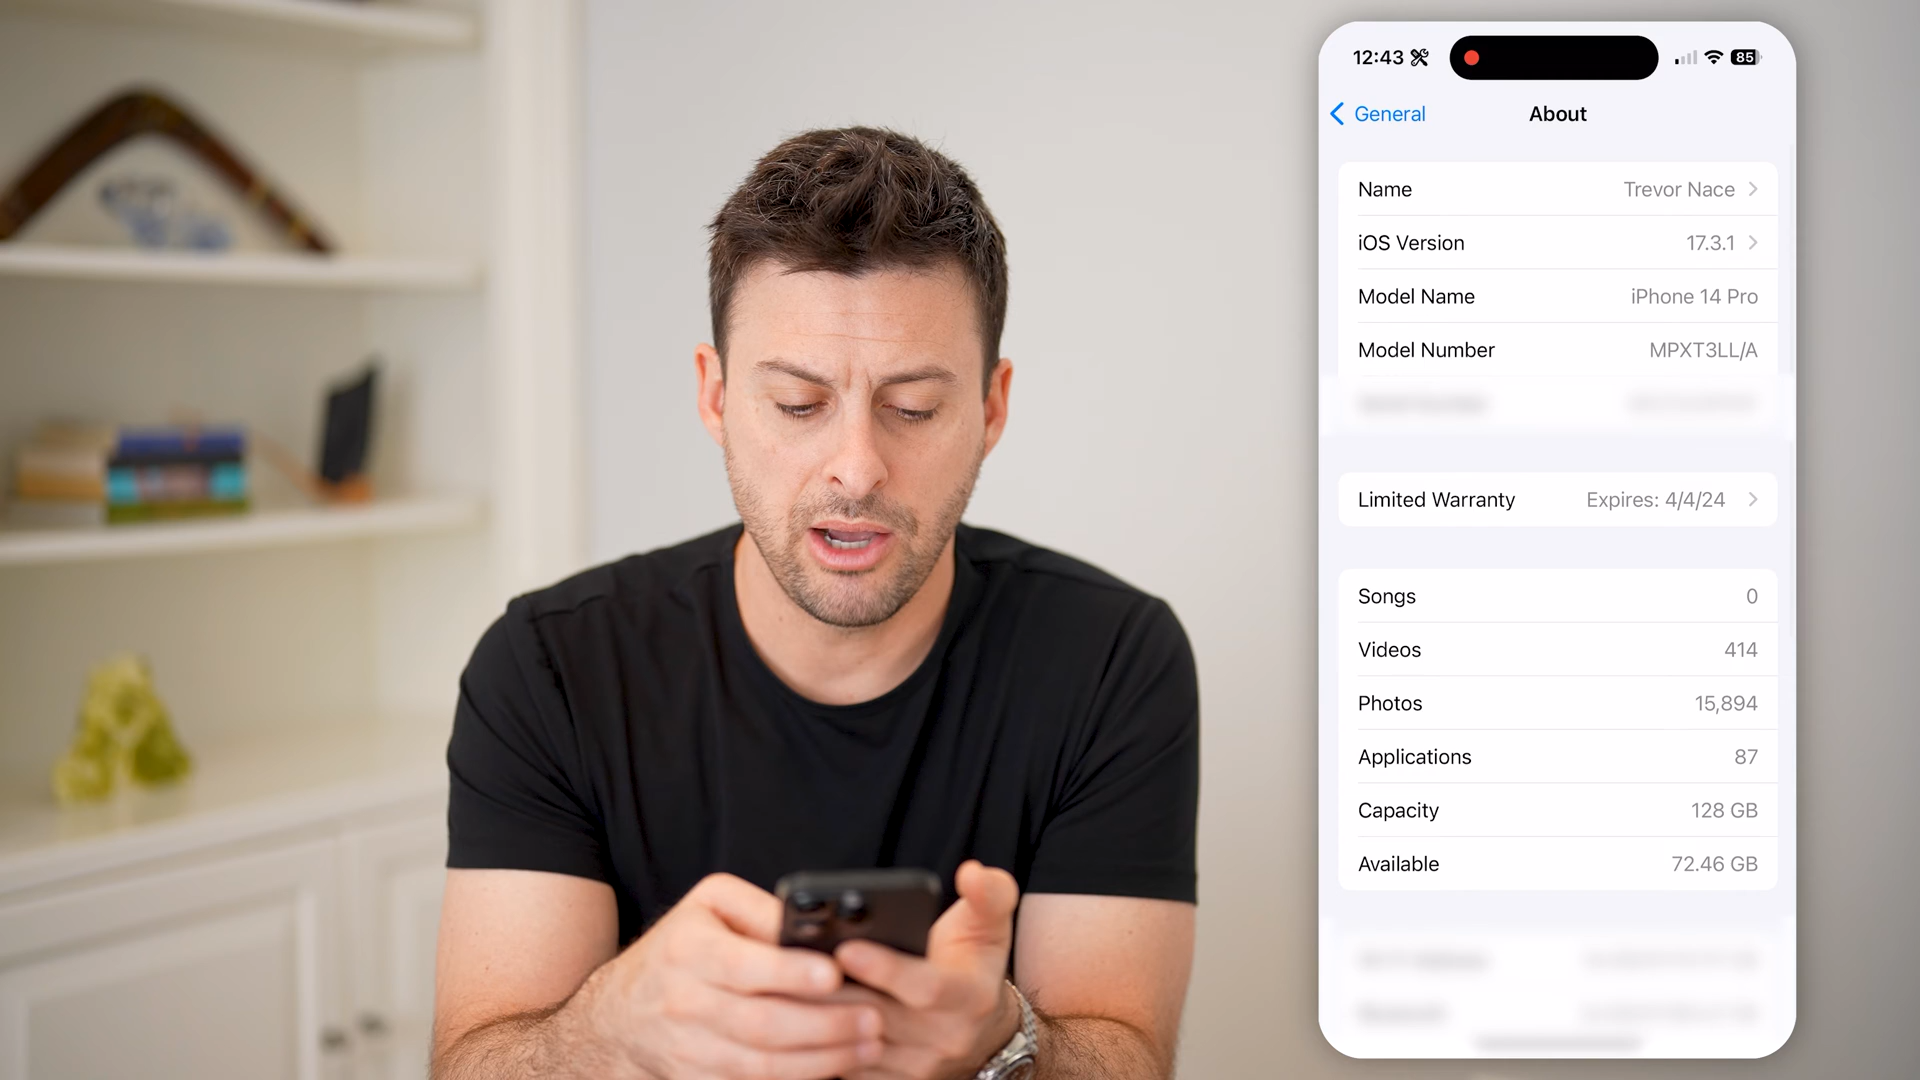 12:43 85
General About
Name Trevor Nace
iOS Version 17.3.1
Model Name iPhone 14 Pro
Model Number MPXT3LL/A
Limited Warranty Expires: 4/4/24
Songs 0
Videos 414
Photos 15,894
Applications 87
Capacity 128 GB
Available 72.46 GB